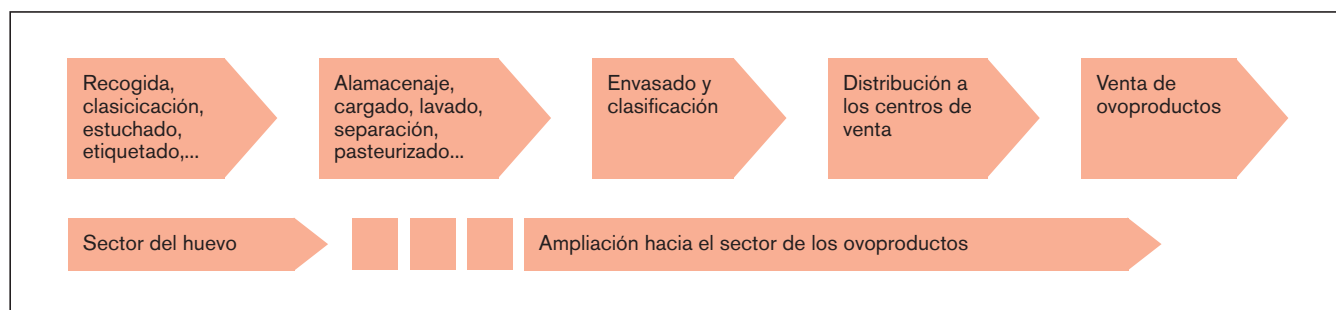 Recogida,
clasicicación,
estuchado,
etiquetado,...
Alamacenaje,
cargado, lavado,
separación,
pasteurizado...
Envasado y
clasificación
Distribución a
los centros de
venta
Venta de
ovoproductos
Sector del huevo
Ampliación hacia el sector de los ovoproductos